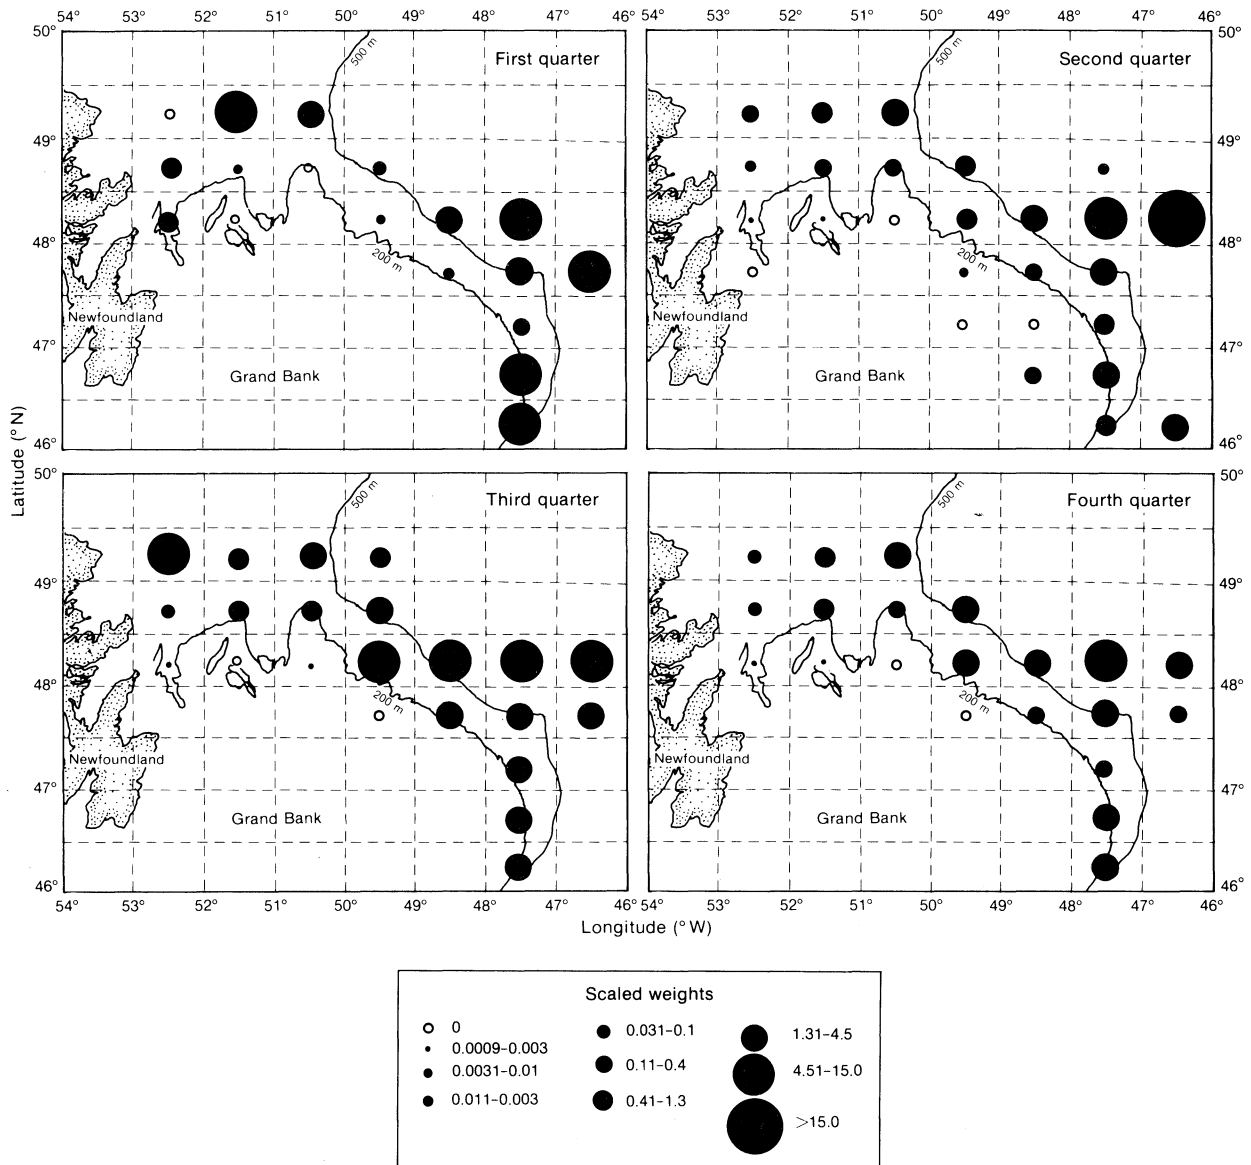 54° 53° 52° 51° 50° 49° 48° 47° 46°
54° 53° 52° 51° 50° 49° 48° 47° 46°
50°
49°
48°
47°
46°
First quarter
500 m
200 m
Newfoundland
Grand Bank
Second quarter
500 m
200 m
Newfoundland
Grand Bank
50°
49°
48°
47°
46°
Latitude (°N)
50°
49°
48°
47°
46°
Third quarter
500 m
200 m
Newfoundland
Grand Bank
Fourth quarter
500 m
200 m
Newfoundland
Grand Bank
50°
49°
48°
47°
46°
54° 53° 52° 51° 50° 49° 48° 47° 46°
54° 53° 52° 51° 50° 49° 48° 47° 46°
Longitude (°W)
Scaled weights
0
0.0009–0.003
0.0031–0.01
0.011–0.003
0.031–0.1
0.11–0.4
0.41–1.3
1.31–4.5
4.51–15.0
>15.0